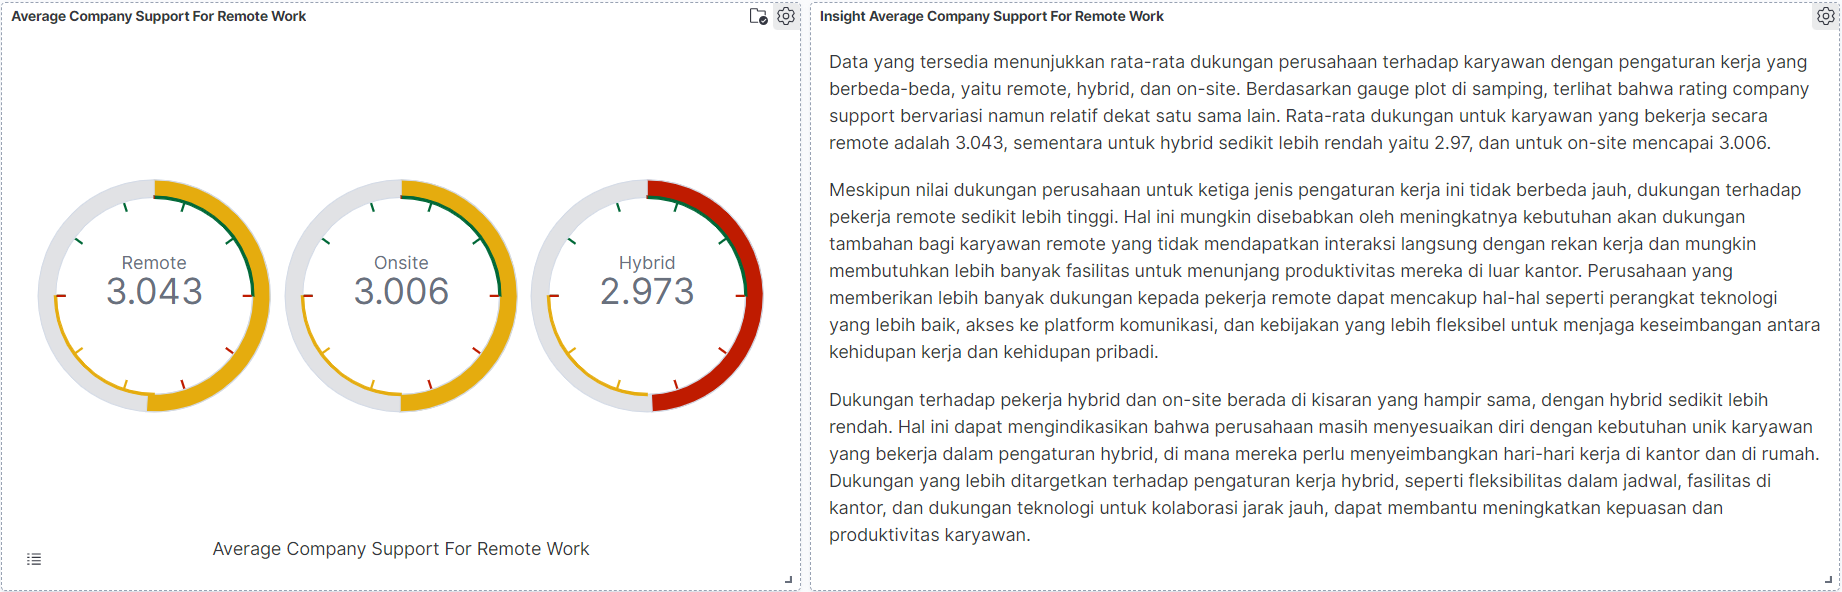 Average Company Support For Remote Work
Remote
3.043
Onsite
3.006
Hybrid
2.973
Average Company Support For Remote Work
Insight Average Company Support For Remote Work
Data yang tersedia menunjukkan rata-rata dukungan perusahaan terhadap karyawan dengan pengaturan kerja yang
berbeda-beda, yaitu remote, hybrid, dan on-site. Berdasarkan gauge plot di samping, terlihat bahwa rating company
support bervariasi namun relatif dekat satu sama lain. Rata-rata dukungan untuk karyawan yang bekerja secara
remote adalah 3.043, sementara untuk hybrid sedikit lebih rendah yaitu 2.97, dan untuk on-site mencapai 3.006.
Meskipun nilai dukungan perusahaan untuk ketiga jenis pengaturan kerja ini tidak berbeda jauh, dukungan terhadap
pekerja remote sedikit lebih tinggi. Hal ini mungkin disebabkan oleh meningkatnya kebutuhan akan dukungan
tambahan bagi karyawan remote yang tidak mendapatkan interaksi langsung dengan rekan kerja dan mungkin
membutuhkan lebih banyak fasilitas untuk menunjang produktivitas mereka di luar kantor. Perusahaan yang
memberikan lebih banyak dukungan kepada pekerja remote dapat mencakup hal-hal seperti perangkat teknologi
yang lebih baik, akses ke platform komunikasi, dan kebijakan yang lebih fleksibel untuk menjaga keseimbangan antara
kehidupan kerja dan kehidupan pribadi.
Dukungan terhadap pekerja hybrid dan on-site berada di kisaran yang hampir sama, dengan hybrid sedikit lebih
rendah. Hal ini dapat mengindikasikan bahwa perusahaan masih menyesuaikan diri dengan kebutuhan unik karyawan
yang bekerja dalam pengaturan hybrid, di mana mereka perlu menyeimbangkan hari-hari kerja di kantor dan di rumah.
Dukungan yang lebih ditargetkan terhadap pengaturan kerja hybrid, seperti fleksibilitas dalam jadwal, fasilitas di
kantor, dan dukungan teknologi untuk kolaborasi jarak jauh, dapat membantu meningkatkan kepuasan dan
produktivitas karyawan.